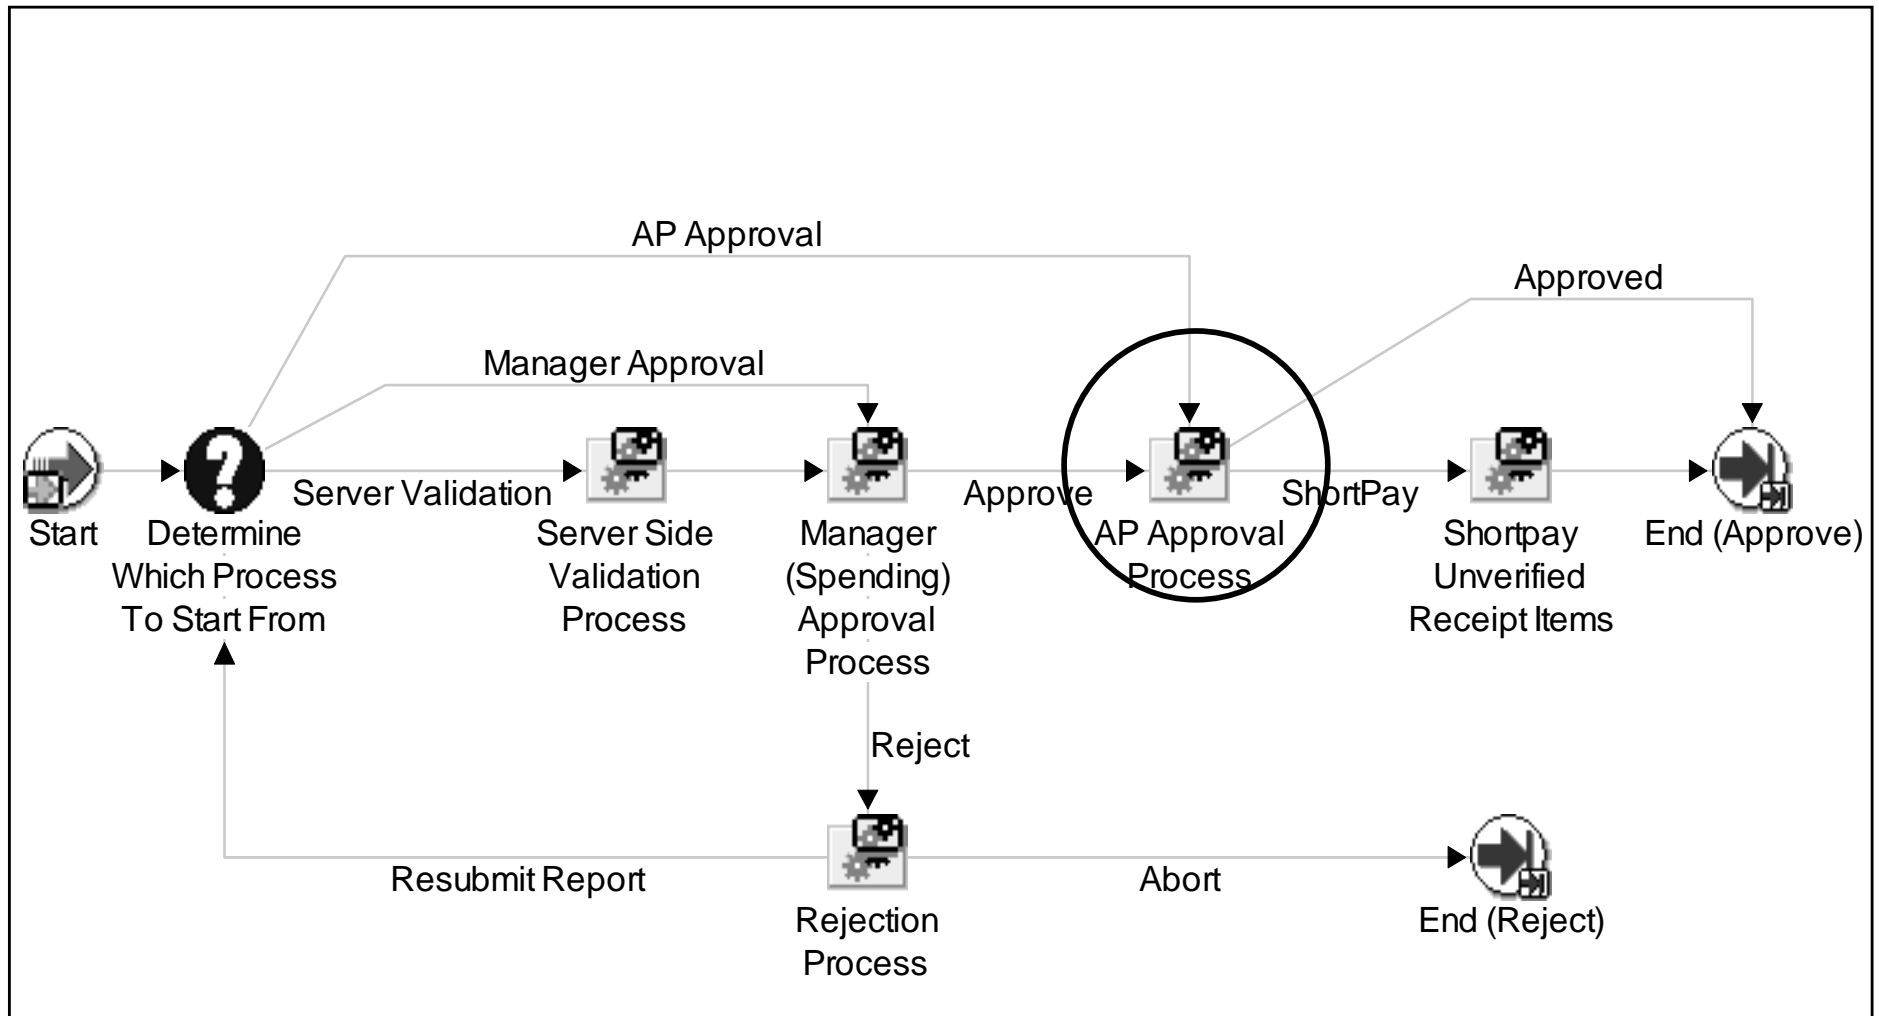 AP Approval
Approved
Manager Approval
Server Validation
Approve
ShortPay
Start
Determine
Which Process
To Start From
Server Side
Validation
Process
Manager
(Spending)
Approval
Process
AP Approval
Process
Shortpay
Unverified
Receipt Items
End (Approve)
Reject
Resubmit Report
Abort
Rejection
Process
End (Reject)